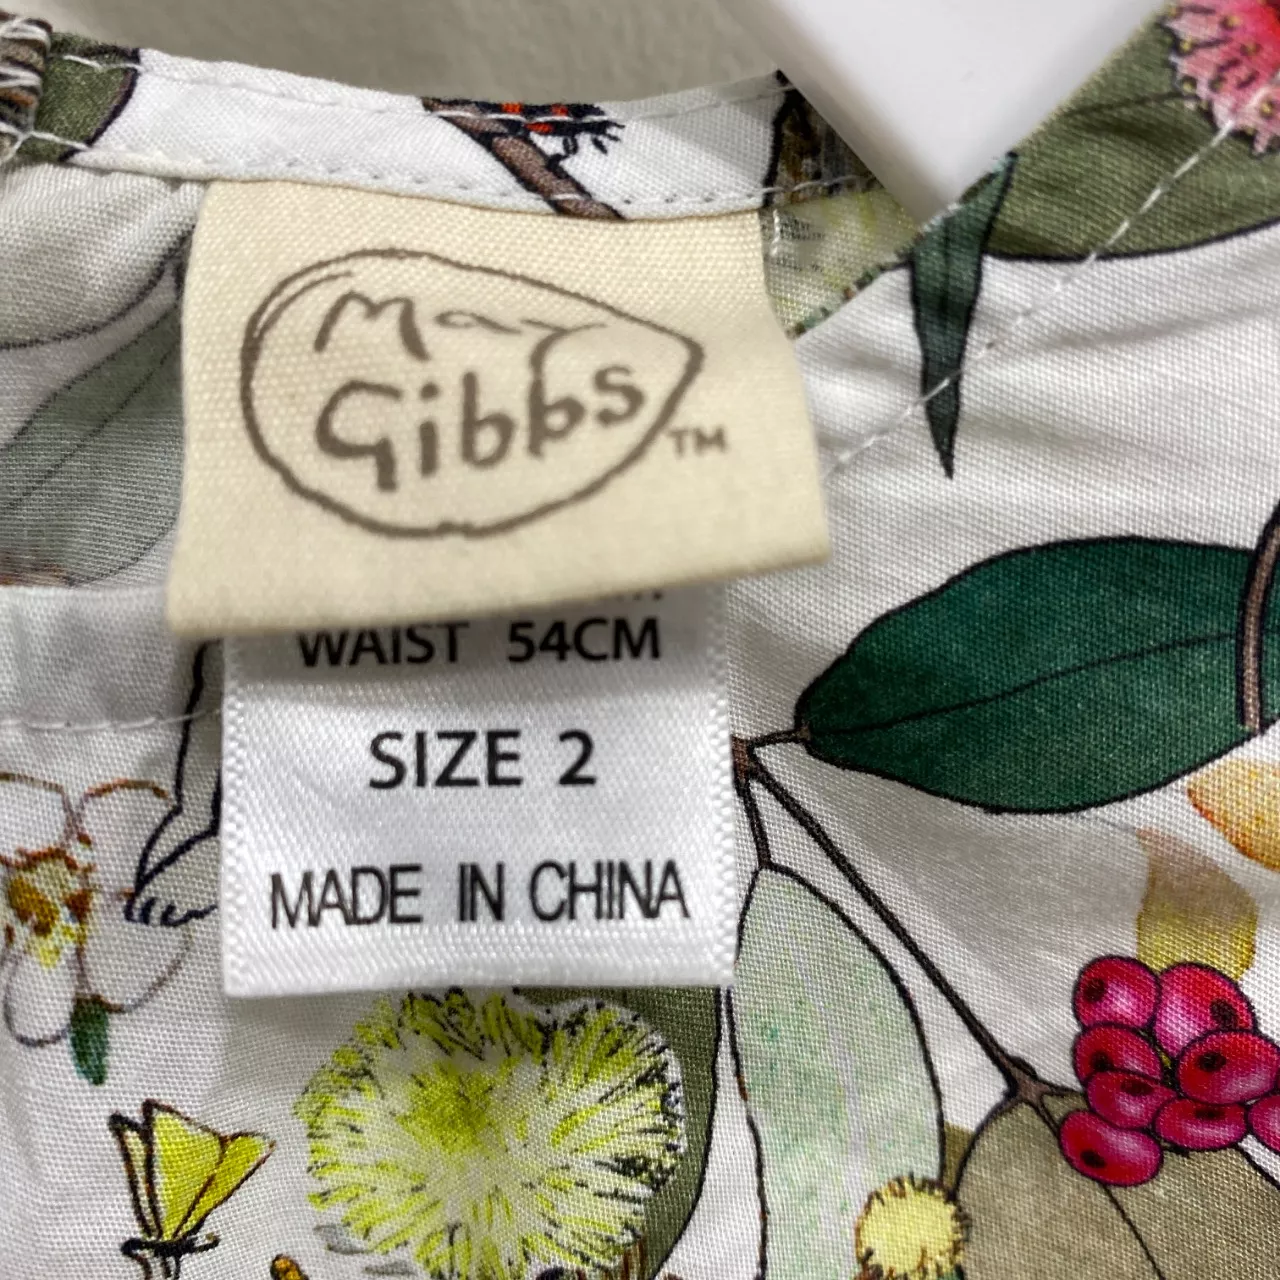 May
Gibbs
TM
WAIST 54CM
SIZE 2
MADE IN CHINA